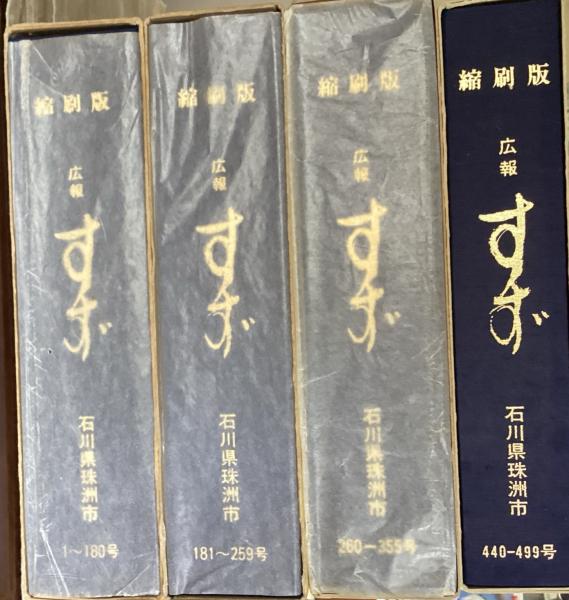 縮刷版
広報
すず
石川県珠洲市
1～180号
縮刷版
広報
すず
石川県珠洲市
181～259号
縮刷版
広報
すず
石川県珠洲市
260－355号
縮刷版
広報
すず
石川県珠洲市
440-499号